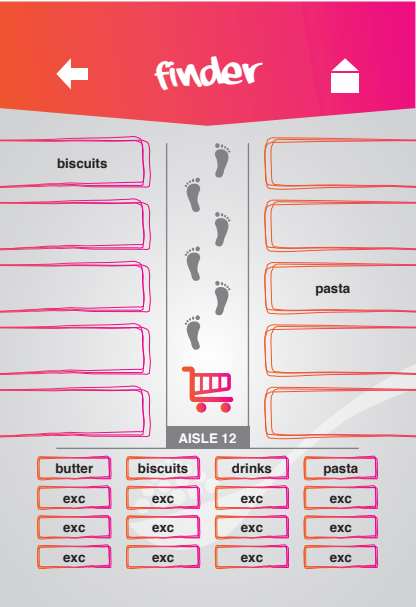 finder
biscuits
pasta
AISLE 12
butter biscuits drinks pasta
exc exc exc exc
exc exc exc exc
exc exc exc exc